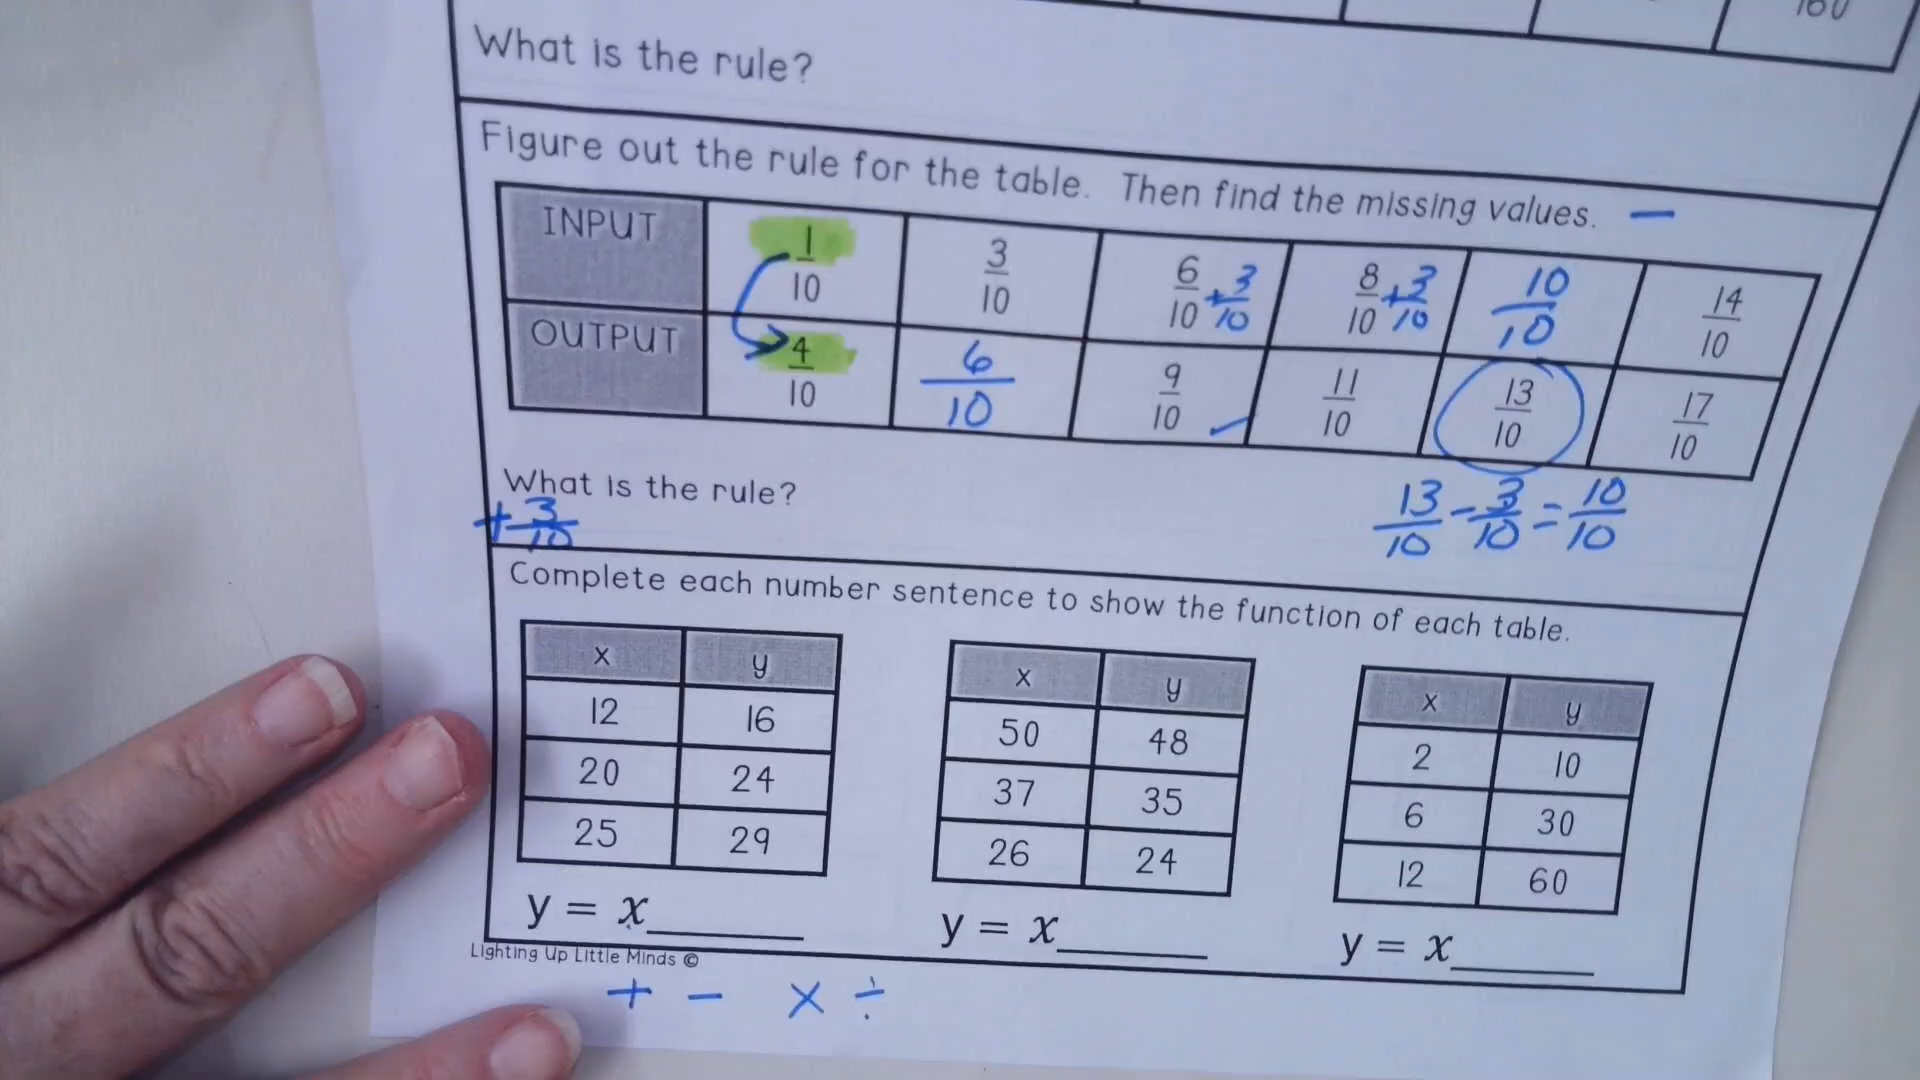 160
What is the rule?
Figure out the rule for the table. Then find the missing values. —
INPUT 1/10 3/10 6/10 + 3/10 8/10 + 3/10 10/10 14/10
OUTPUT 4/10 6/10 9/10 11/10 13/10 17/10
What is the rule?
+ 3/10
13/10 - 3/10 = 10/10
Complete each number sentence to show the function of each table.
x y
12 16
20 24
25 29
y = x______
x y
50 48
37 35
26 24
y = x______
x y
2 10
6 30
12 60
y = x______
Lighting Up Little Minds ©
+ - × ÷